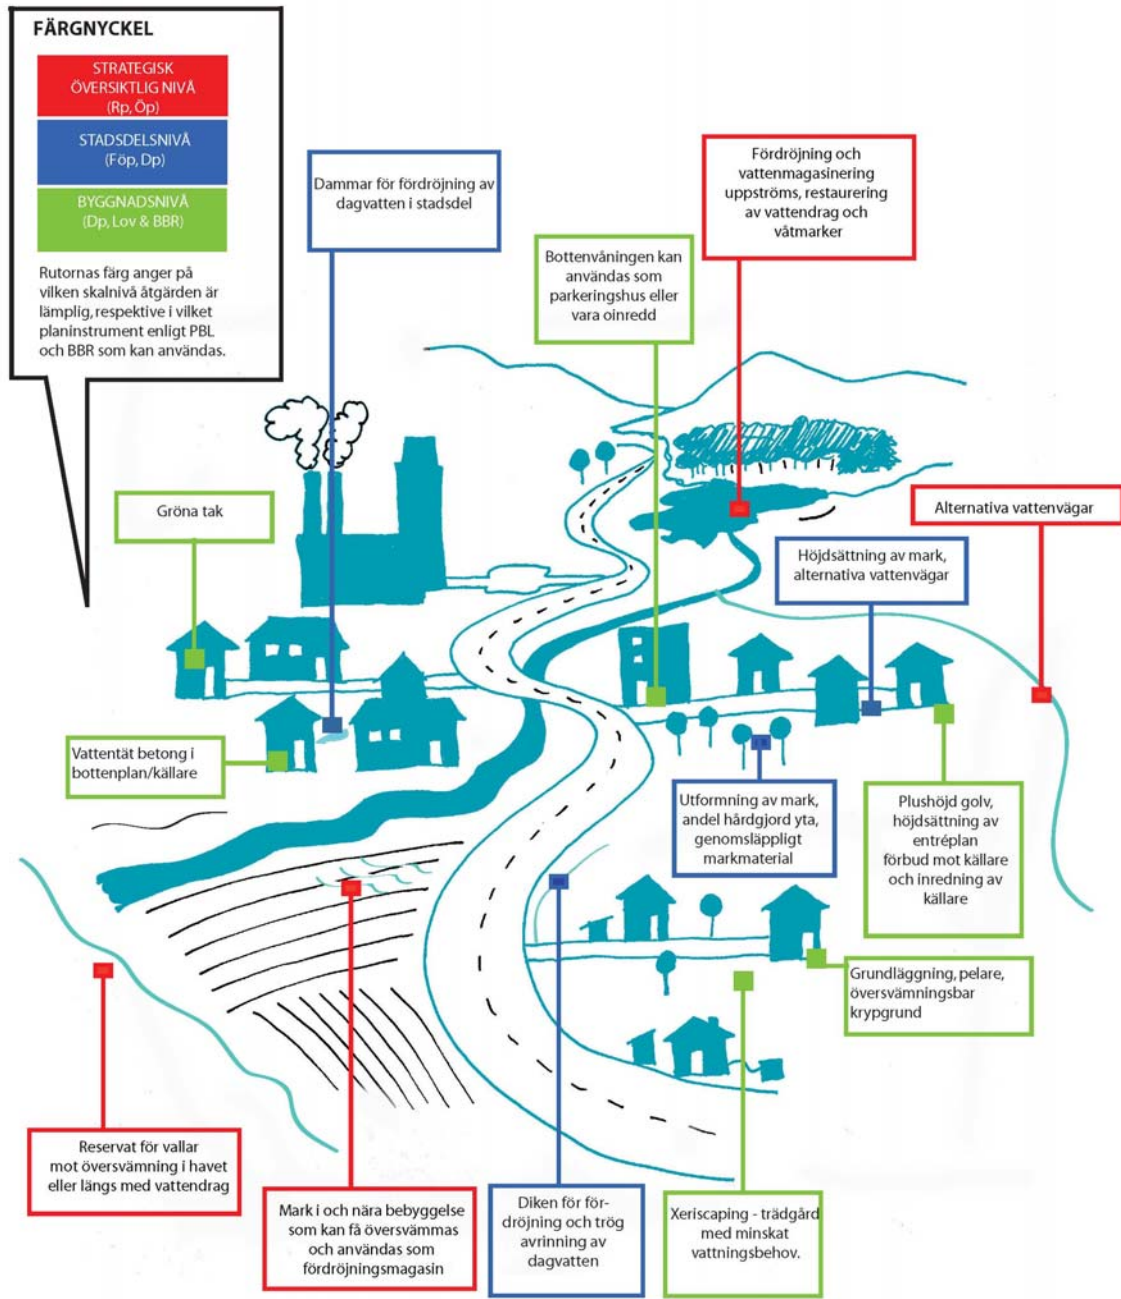 FÄRGNYCKEL
STRATEGISK
ÖVERSIKTLIG NIVÅ
(Rp, Öp)
STADSDELSNIVÅ
(Föp, Dp)
BYGGNADSNIVÅ
(Dp, Lov & BBR)
Rutornas färg anger på
vilken skalnivå åtgärden är
lämplig, respektive i vilket
planinstrument enligt PBL
och BBR som kan användas.
Dammar för fördröjning av
dagvatten i stadsdel
Fördröjning och
vattenmagasinering
uppströms, restaurering
av vattendrag och
våtmarker
Bottenvåningen kan
användas som
parkeringshus eller
vara oinredd
Gröna tak
Alternativa vattenvägar
Höjdsättning av mark,
alternativa vattenvägar
Vattentät betong i
bottenplan/källare
Utformning av mark,
andel hårdgjord yta,
genomsläppligt
markmaterial
Plushöjd golv,
höjdsättning av
entréplan
förbud mot källare
och inredning av
källare
Grundläggning, pelare,
översvämningsbar
krypgrund
Reservat för vallar
mot översvämning i havet
eller längs med vattendrag
Mark i och nära bebyggelse
som kan få översvämmas
och användas som
fördröjningsmagasin
Diken för för-
dröjning och trög
avrinning av
dagvatten
Xeriscaping - trädgård
med minskat
vattningsbehov.